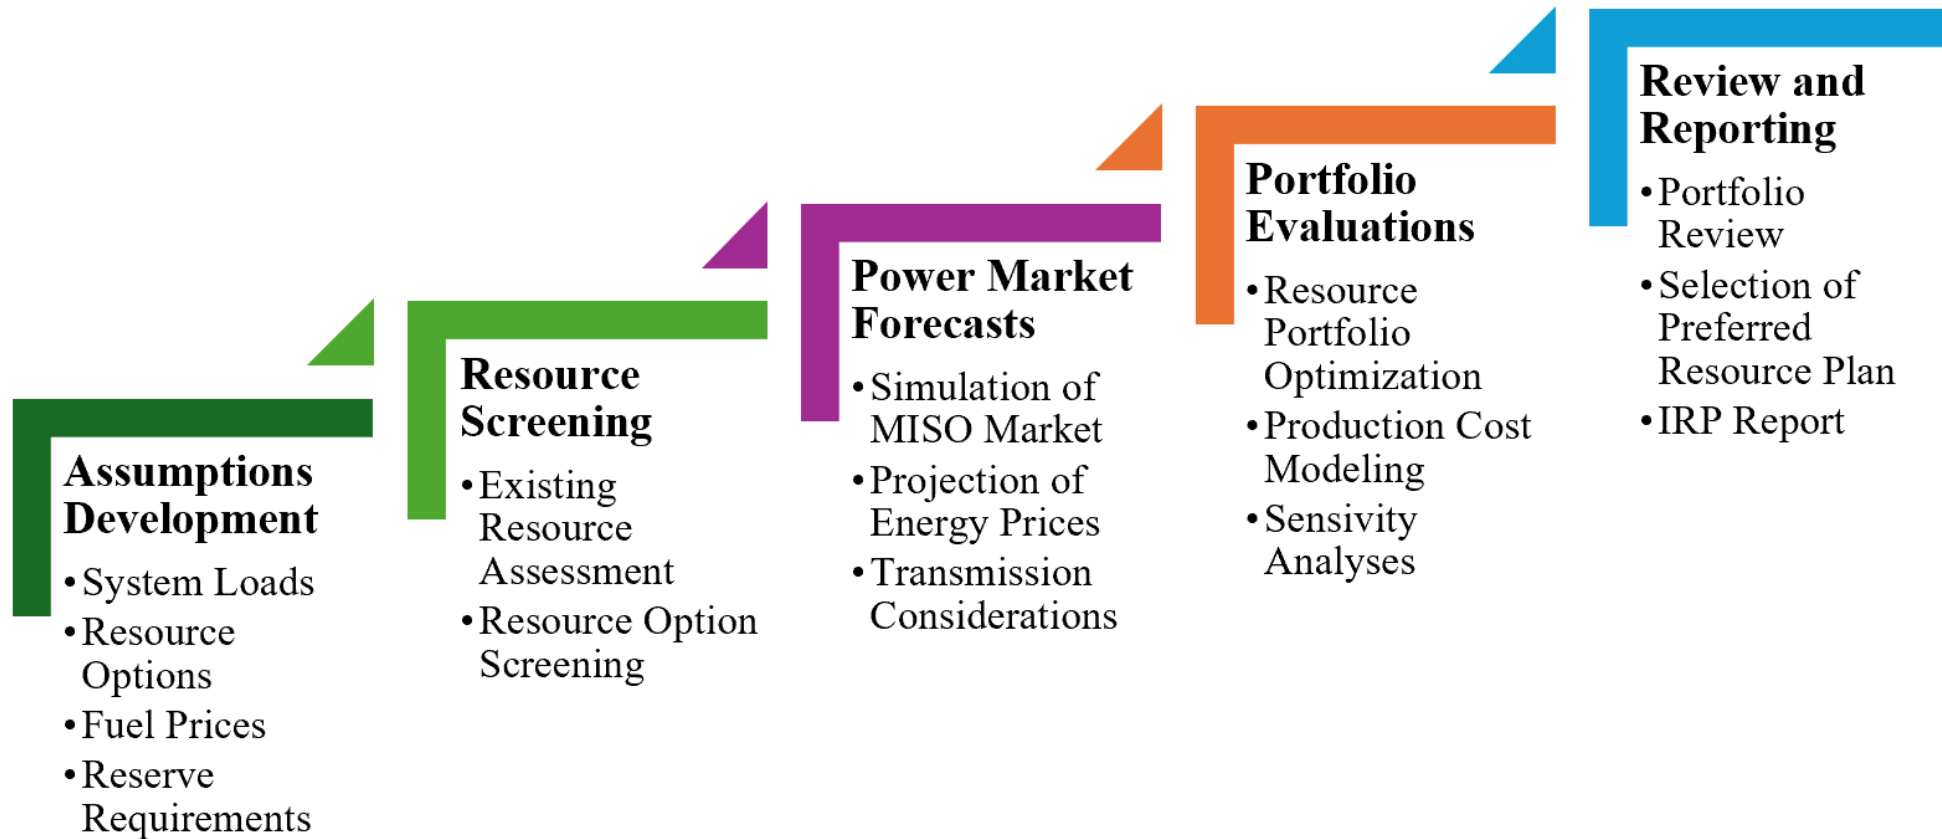 Assumptions
Development
•System Loads
•Resource
Options
•Fuel Prices
•Reserve
Requirements
Resource
Screening
•Existing
Resource
Assessment
•Resource Option
Screening
Power Market
Forecasts
•Simulation of
MISO Market
•Projection of
Energy Prices
•Transmission
Considerations
Portfolio
Evaluations
•Resource
Portfolio
Optimization
•Production Cost
Modeling
•Sensivity
Analyses
Review and
Reporting
•Portfolio
Review
•Selection of
Preferred
Resource Plan
•IRP Report